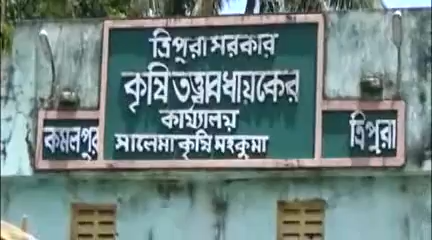 ত্রিপুরা সরকার
কৃষি তত্ত্বাবধায়কের
কার্য্যালয়
কমলপুর সালেমা কৃষি মহকুমা ত্রিপুরা